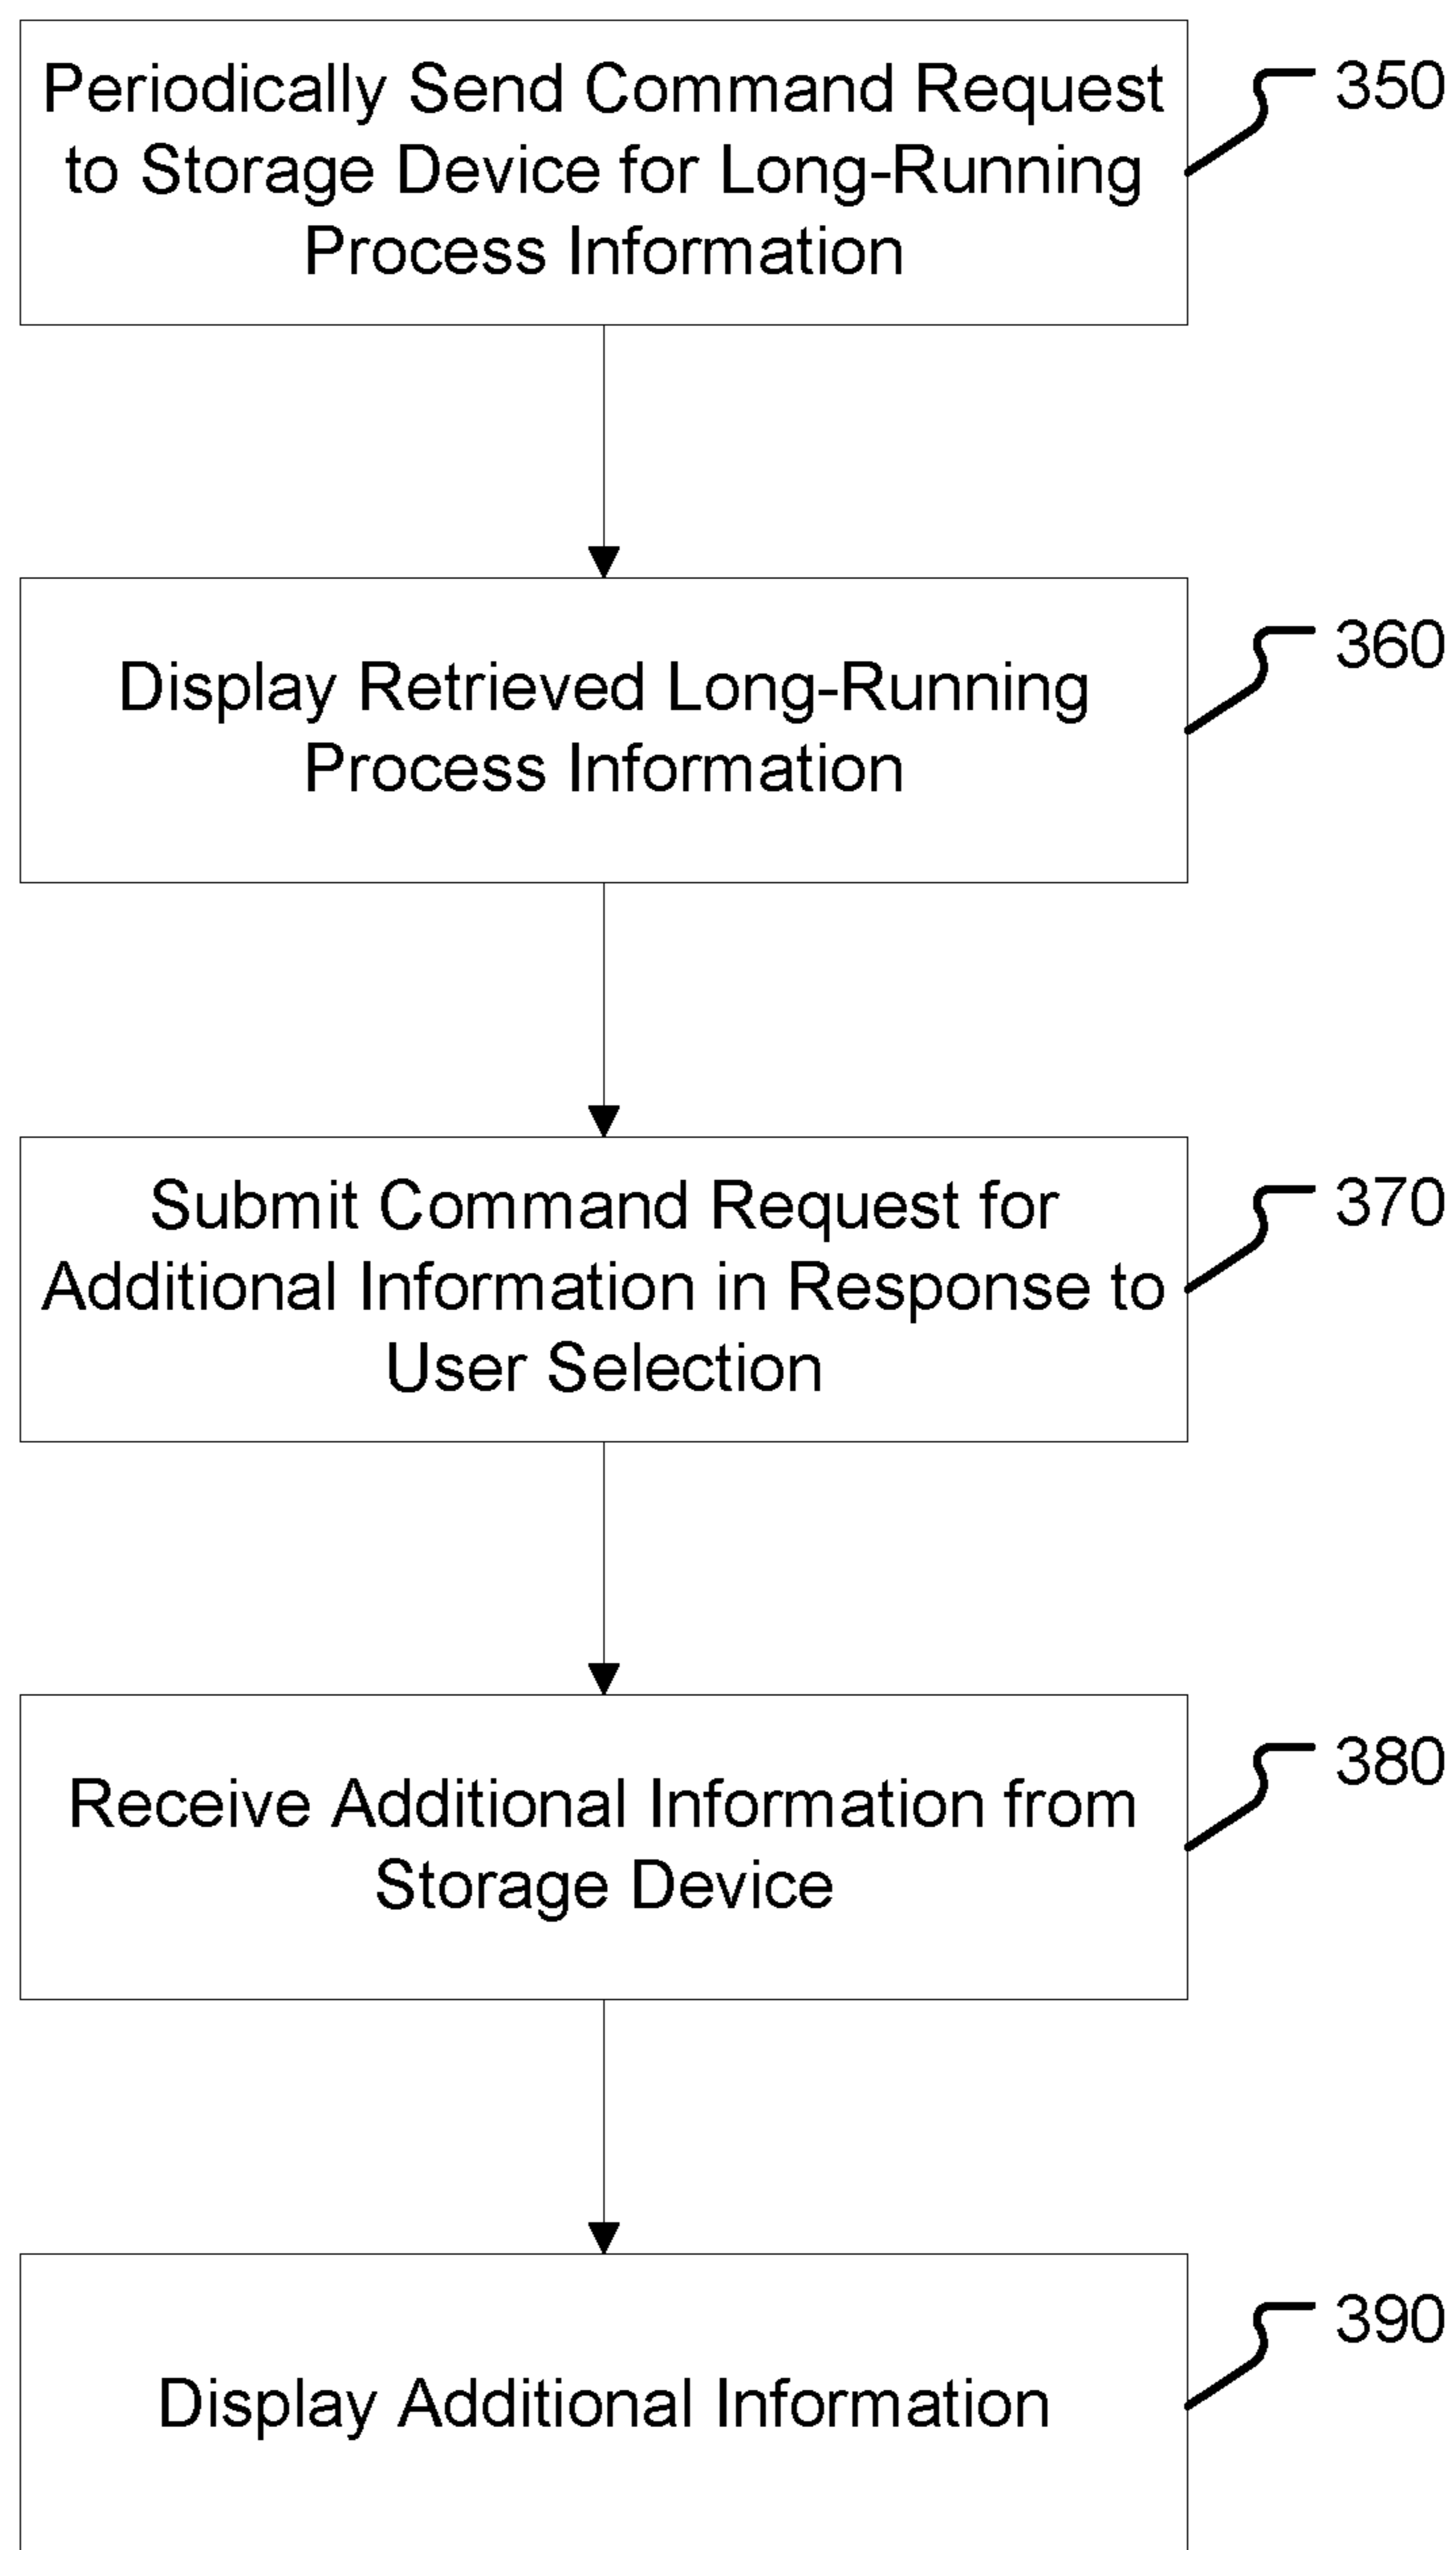 Periodically Send Command Request
to Storage Device for Long-Running
Process Information
350
Display Retrieved Long-Running
Process Information
360
Submit Command Request for
Additional Information in Response to
User Selection
370
Receive Additional Information from
Storage Device
380
Display Additional Information
390